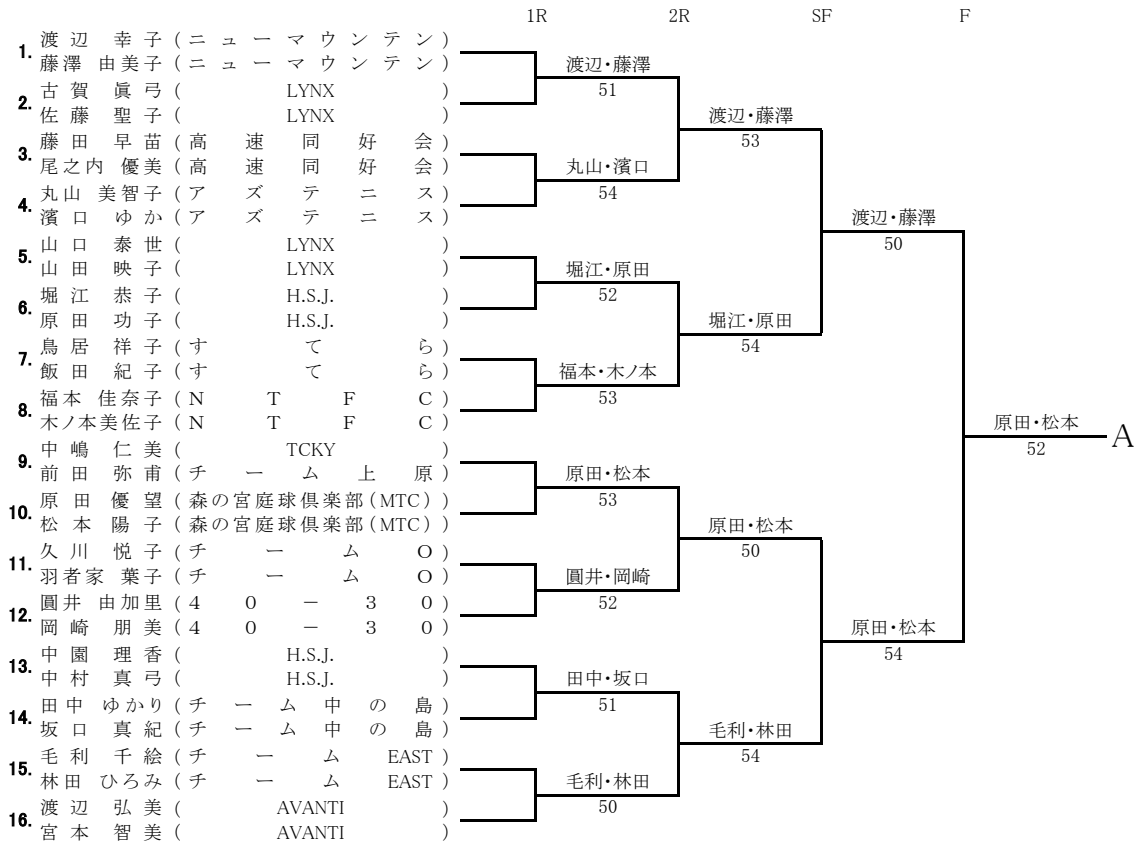 1R 2R SF F
1. 渡辺 幸子 (ニューマウンテン)
藤澤 由美子 (ニューマウンテン)
2. 古賀 眞弓 (LYNX)
佐藤 聖子 (LYNX)
3. 藤田 早苗 (高速同好会)
尾之内 優美 (高速同好会)
4. 丸山 美智子 (アズテニス)
濱口 ゆか (アズテニス)
5. 山口 泰世 (LYNX)
山田 映子 (LYNX)
6. 堀江 恭子 (H.S.J.)
原田 功子 (H.S.J.)
7. 鳥居 祥子 (すてら)
飯田 紀子 (すてら)
8. 福本 佳奈子 (NTFC)
木ノ本美佐子 (NTFC)
9. 中嶋 仁美 (TCKY)
前田 弥甫 (チーム上原)
10. 原田 優望 (森の宮庭球倶楽部(MTC))
松本 陽子 (森の宮庭球倶楽部(MTC))
11. 久川 悦子 (チームO)
羽者家 葉子 (チームO)
12. 圓井 由加里 (40－30)
岡崎 朋美 (40－30)
13. 中園 理香 (H.S.J.)
中村 真弓 (H.S.J.)
14. 田中 ゆかり (チーム中の島)
坂口 真紀 (チーム中の島)
15. 毛利 千絵 (チームEAST)
林田 ひろみ (チームEAST)
16. 渡辺 弘美 (AVANTI)
宮本 智美 (AVANTI)
渡辺・藤澤
51
丸山・濱口
54
堀江・原田
52
福本・木ノ本
53
原田・松本
53
圓井・岡崎
52
田中・坂口
51
毛利・林田
50
渡辺・藤澤
53
堀江・原田
54
原田・松本
50
毛利・林田
54
渡辺・藤澤
50
原田・松本
54
原田・松本
52
A